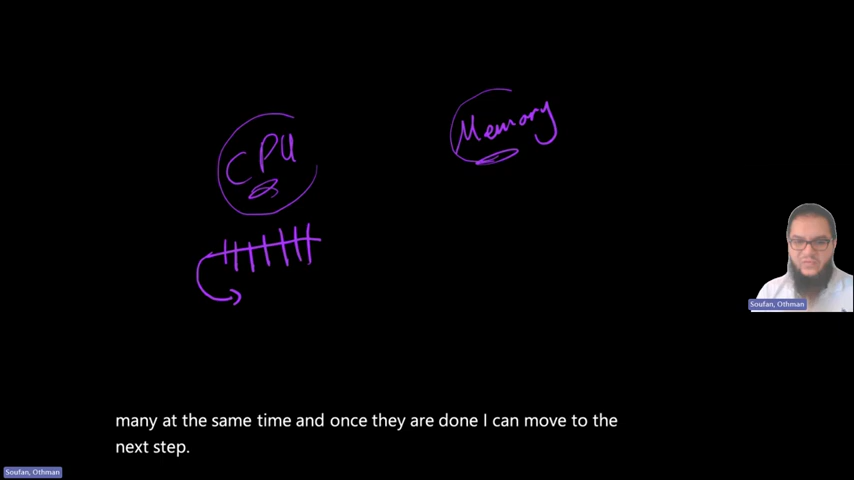 CPU
Memory
Soufan, Othman
many at the same time and once they are done I can move to the
next step.
Soufan, Othman